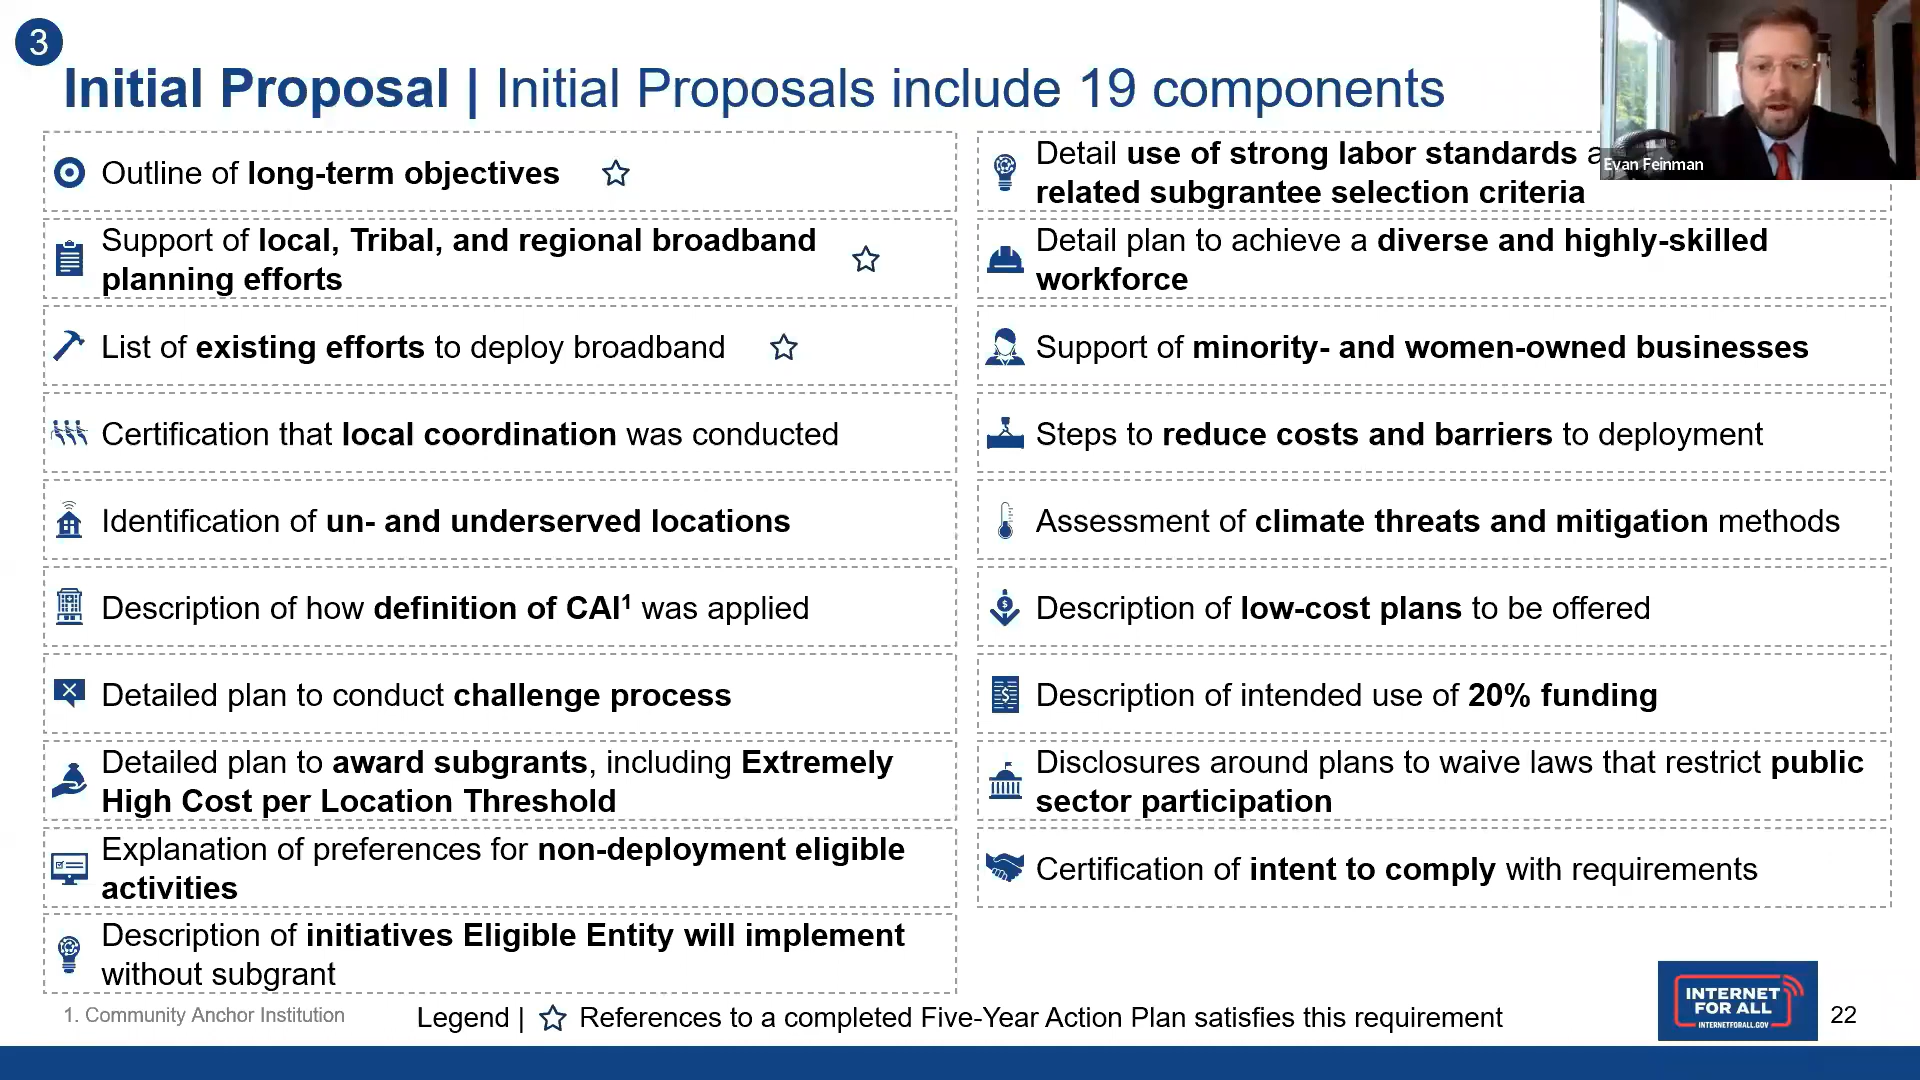 3
Initial Proposal | Initial Proposals include 19 components
Outline of long-term objectives
Support of local, Tribal, and regional broadband
planning efforts
List of existing efforts to deploy broadband
Certification that local coordination was conducted
Identification of un- and underserved locations
Description of how definition of CAI¹ was applied
Detailed plan to conduct challenge process
Detailed plan to award subgrants, including Extremely
High Cost per Location Threshold
Explanation of preferences for non-deployment eligible
activities
Description of initiatives Eligible Entity will implement
without subgrant
Detail use of strong labor standards
related subgrantee selection criteria
Detail plan to achieve a diverse and highly-skilled
workforce
Support of minority- and women-owned businesses
Steps to reduce costs and barriers to deployment
Assessment of climate threats and mitigation methods
Description of low-cost plans to be offered
Description of intended use of 20% funding
Disclosures around plans to waive laws that restrict public
sector participation
Certification of intent to comply with requirements
Evan Feinman
1. Community Anchor Institution
Legend | ☆ References to a completed Five-Year Action Plan satisfies this requirement
INTERNET
FOR ALL
INTERNETFORALL.GOV
22